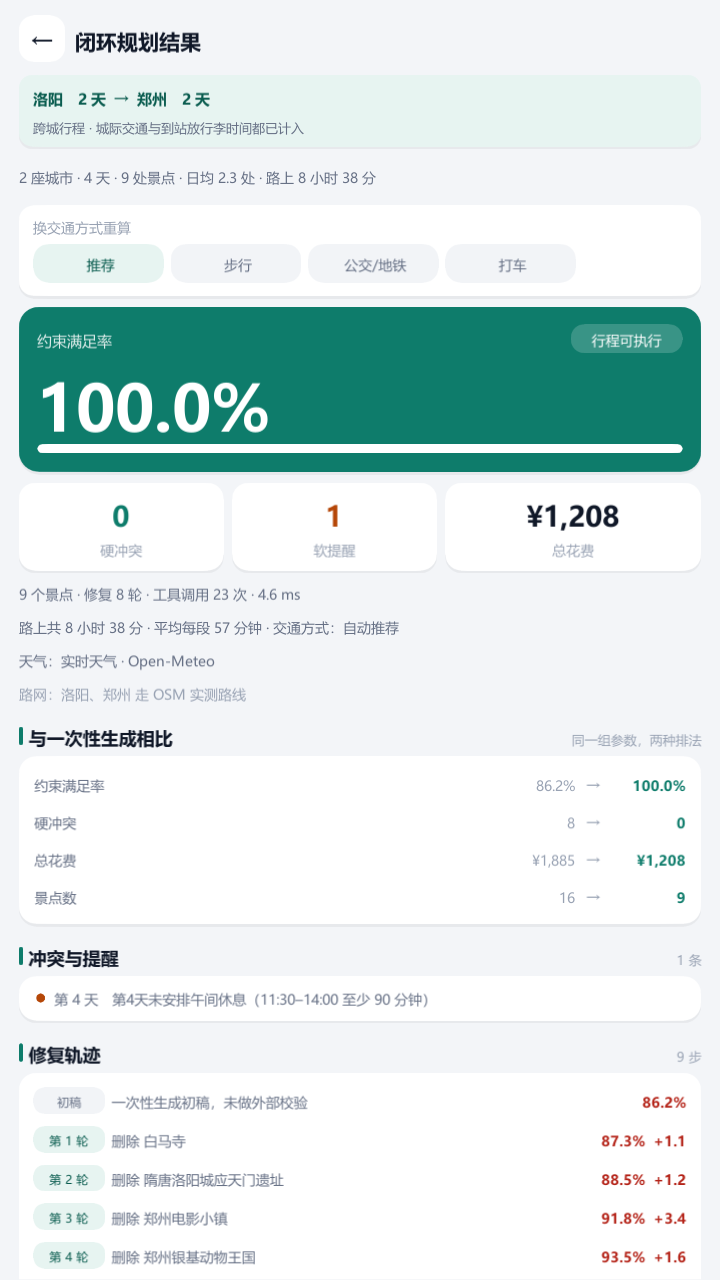 ← 闭环规划结果
洛阳 2 天 → 郑州 2 天
跨城行程 · 城际交通与到站放行李时间都已计入
2 座城市 · 4 天 · 9 处景点 · 日均 2.3 处 · 路上 8 小时 38 分
换交通方式重算
推荐 步行 公交/地铁 打车
约束满足率 行程可执行
100.0%
0 1 ¥1,208
硬冲突 软提醒 总花费
9 个景点 · 修复 8 轮 · 工具调用 23 次 · 4.6 ms
路上共 8 小时 38 分 · 平均每段 57 分钟 · 交通方式：自动推荐
天气：实时天气 · Open-Meteo
路网：洛阳、郑州 走 OSM 实测路线
与一次性生成相比 同一组参数，两种排法
约束满足率 86.2% → 100.0%
硬冲突 8 → 0
总花费 ¥1,885 → ¥1,208
景点数 16 → 9
冲突与提醒 1 条
第 4 天 第4天未安排午间休息（11:30–14:00 至少 90 分钟）
修复轨迹 9 步
初稿 一次性生成初稿，未做外部校验 86.2%
第 1 轮 删除 白马寺 87.3% +1.1
第 2 轮 删除 隋唐洛阳城应天门遗址 88.5% +1.2
第 3 轮 删除 郑州电影小镇 91.8% +3.4
第 4 轮 删除 郑州银基动物王国 93.5% +1.6